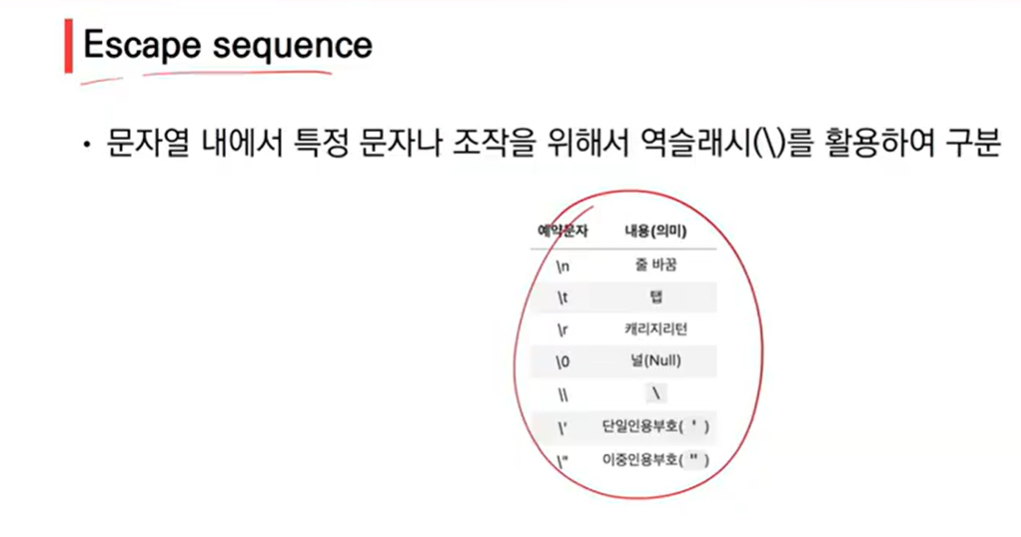 Escape sequence
• 문자열 내에서 특정 문자나 조작을 위해서 역슬래시(\)를 활용하여 구분
예약문자 내용(의미)
\n 줄 바꿈
\t 탭
\r 캐리지리턴
\0 널(Null)
\\ \
\' 단일인용부호( ' )
\" 이중인용부호( " )